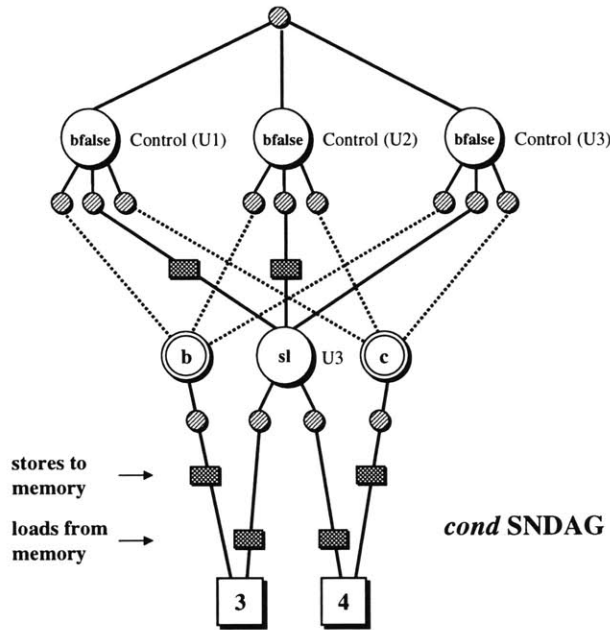 bfalse Control (U1) bfalse Control (U2) bfalse Control (U3)
b sl U3 c
stores to
memory
loads from
memory
cond SNDAG
3 4